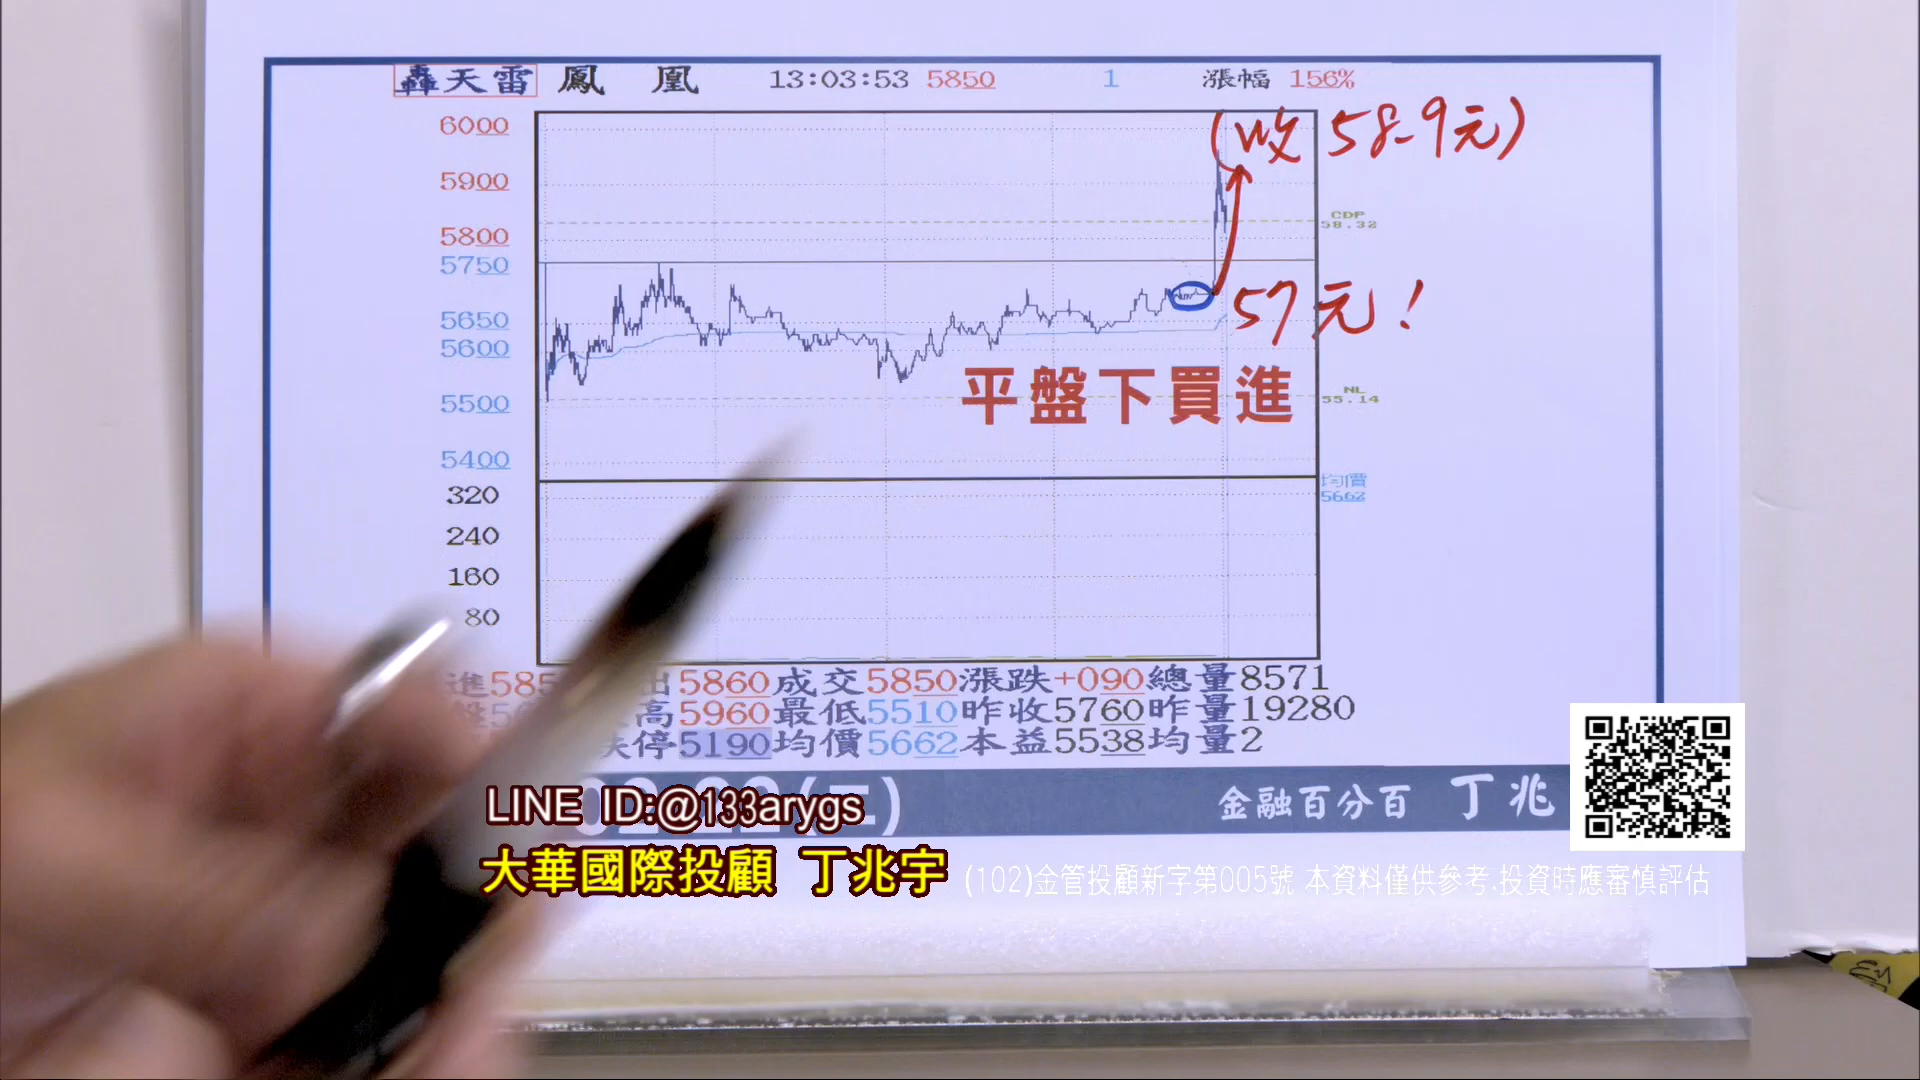 轟天雷 鳳 凰 13:03:53 5850 1 漲幅 156%
(收 58.9元)
6000
5900
5800
5750
5650
5600
5500
5400
320
240
160
80
CDP
58.32
57元!
平盤下買進
NL
55.14
均價
5662
進585 出5860 成交5850 漲跌+090 總量8571
高5960 最低5510 昨收5760 昨量19280
跌停5190 均價5662 本益5538 均量2
金融百分百 丁兆
LINE ID:@133arygs
大華國際投顧 丁兆宇
(102)金管投顧新字第005號 本資料僅供參考.投資時應審慎評估